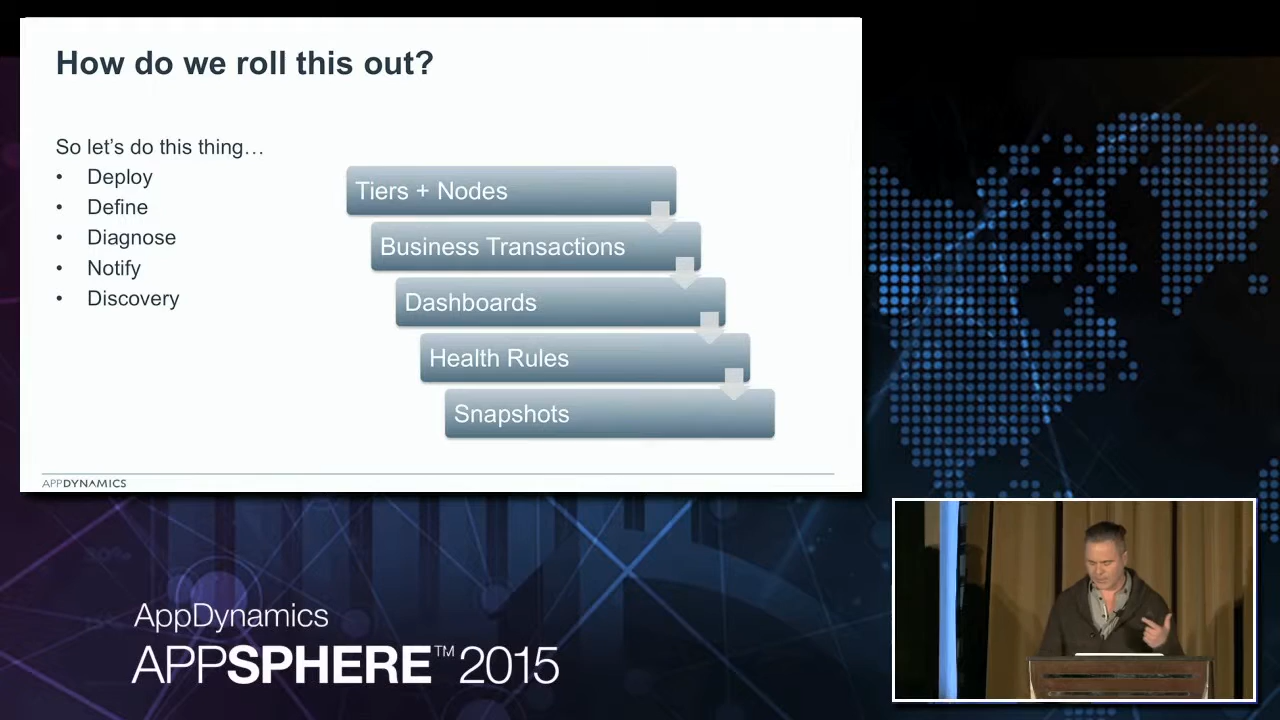 How do we roll this out?
So let's do this thing…
• Deploy
• Define
• Diagnose
• Notify
• Discovery
Tiers + Nodes
Business Transactions
Dashboards
Health Rules
Snapshots
APPDYNAMICS
AppDynamics
APPSPHERE™ 2015